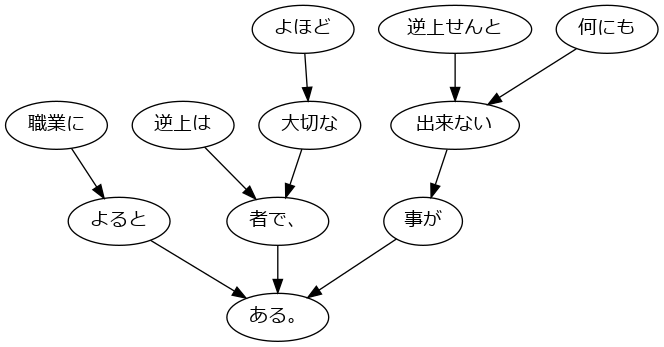 よほど
逆上せんと
何にも
職業に
逆上は
大切な
出来ない
よると
者で、
事が
ある。